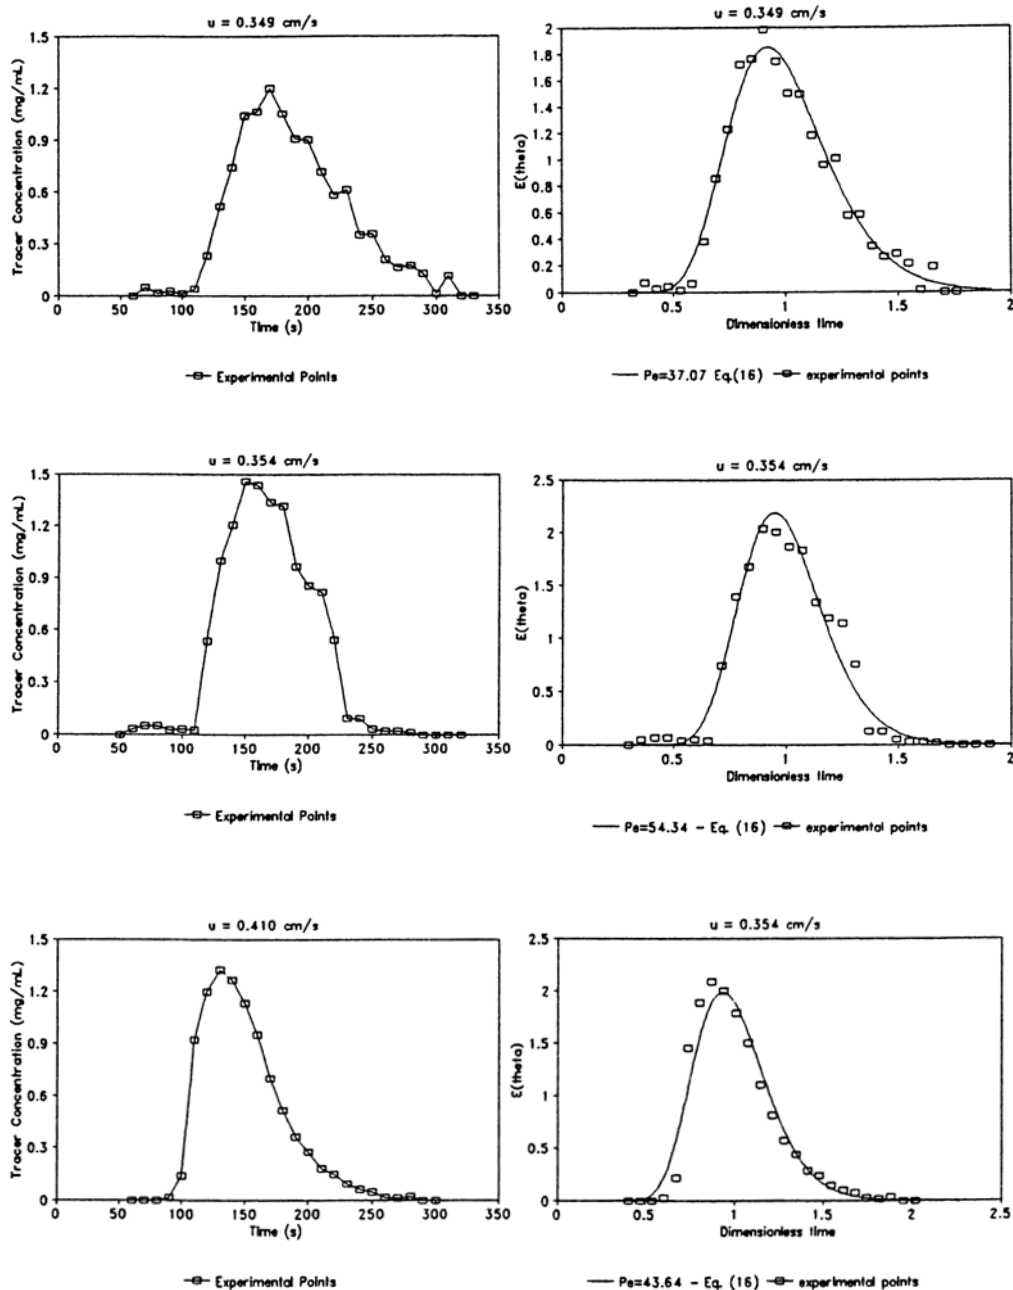 u = 0.349 cm/s
1.5
1.2
0.9
0.6
0.3
0
Tracer Concentration (mg/mL)
0 50 100 150 200 250 300 350
Time (s)
Experimental Points
u = 0.349 cm/s
2
1.8
1.6
1.4
1.2
1
0.8
0.6
0.4
0.2
0
E(theta)
0 0.5 1 1.5 2
Dimensionless time
Pe=37.07 Eq.(16) experimental points
u = 0.354 cm/s
1.5
1.2
0.9
0.6
0.3
0
Tracer Concentration (mg/mL)
0 50 100 150 200 250 300 350
Time (s)
Experimental Points
u = 0.354 cm/s
2.5
2
1.5
1
0.5
0
E(theta)
0 0.5 1 1.5 2
Dimensionless time
Pe=54.34 - Eq. (16) experimental points
u = 0.410 cm/s
1.5
1.2
0.9
0.6
0.3
0
Tracer Concentration (mg/mL)
0 50 100 150 200 250 300 350
Time (s)
Experimental Points
u = 0.354 cm/s
2.5
2
1.5
1
0.5
0
E(theta)
0 0.5 1 1.5 2 2.5
Dimensionless time
Pe=43.64 - Eq. (16) experimental points